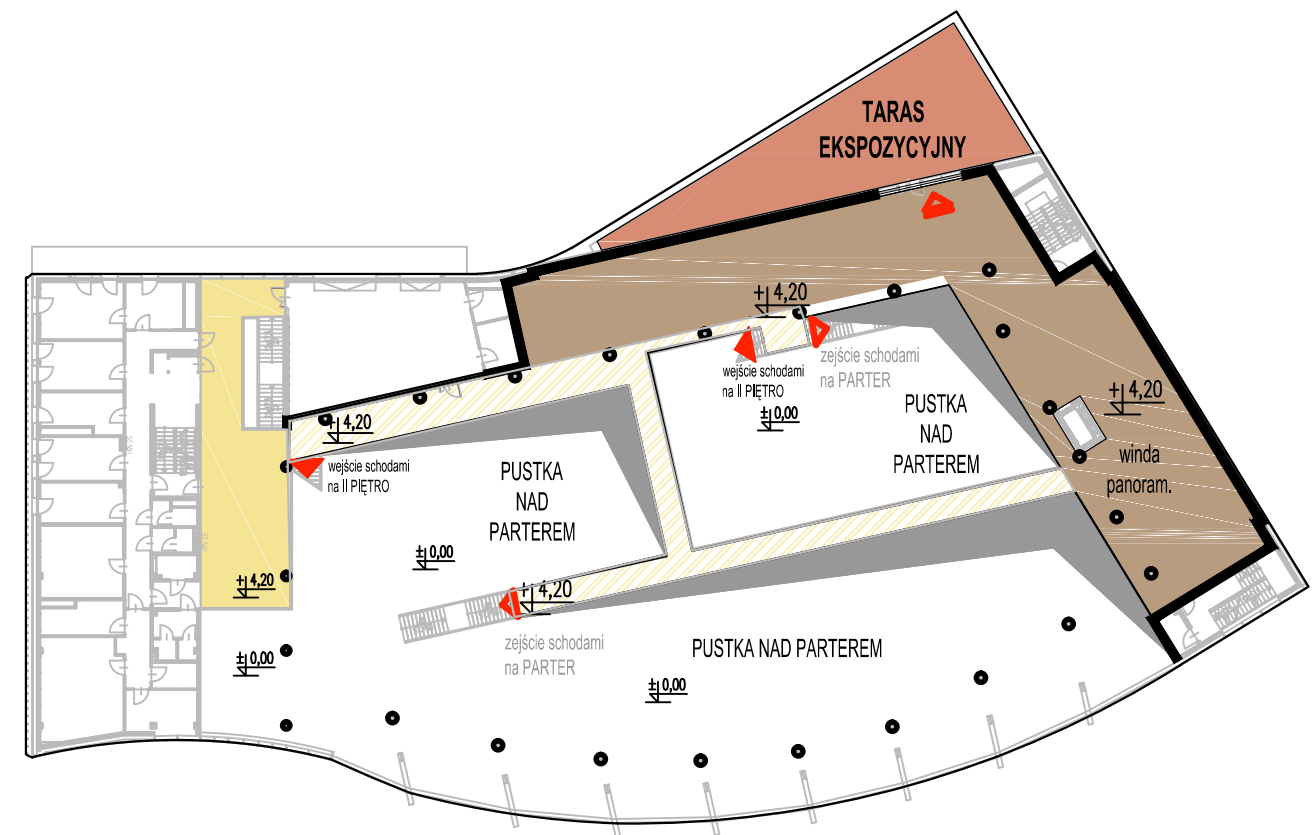 TARAS
EKSPOZYCYJNY
+4,20
wejście schodami
na II PIĘTRO
zejście schodami
na PARTER
±0,00
PUSTKA
NAD
PARTEREM
+4,20
winda
panoram.
+4,20
wejście schodami
na II PIĘTRO
PUSTKA
NAD
PARTEREM
±0,00
+4,20
+4,20
zejście schodami
na PARTER
PUSTKA NAD PARTEREM
±0,00
±0,00